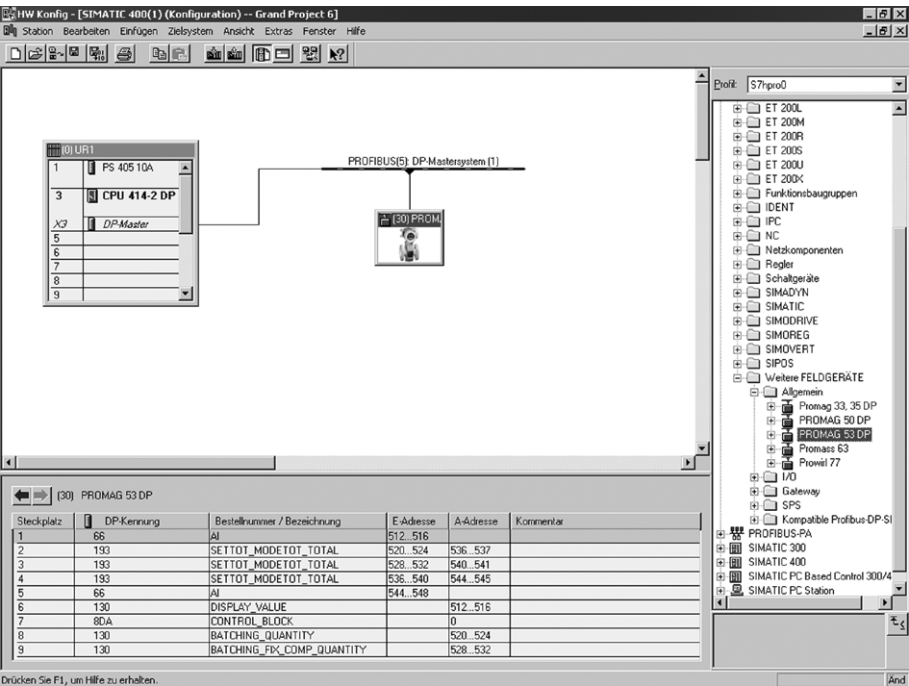 HW Konfig - [SIMATIC 400(1) (Konfiguration) -- Grand Project 6]
Station Bearbeiten Einfügen Zielsystem Ansicht Extras Fenster Hilfe
Profil: S7hpro0
(0) UR1
1 PS 405 10A
3 CPU 414-2 DP
X3 DP-Master
5
6
7
8
9
PROFIBUS(5): DP-Mastersystem (1)
(30) PROM
ET 200L
ET 200M
ET 200R
ET 200S
ET 200U
ET 200X
Funktionsbaugruppen
IDENT
IPC
NC
Netzkomponenten
Regler
Schaltgeräte
SIMADYN
SIMATIC
SIMODRIVE
SIMOREG
SIMOVERT
SIPOS
Weitere FELDGERÄTE
Allgemein
Promag 33, 35 DP
PROMAG 50 DP
PROMAG 53 DP
Promass 63
Prowirl 77
I/O
Gateway
SPS
Kompatible Profibus-DP-Sl
PROFIBUS-PA
SIMATIC 300
SIMATIC 400
SIMATIC PC Based Control 300/4
SIMATIC PC Station
(30) PROMAG 53 DP
Steckplatz DP-Kennung Bestellnummer / Bezeichnung E-Adresse A-Adresse Kommentar
1 66 AI 512...516
2 193 SETTOT_MODETOT_TOTAL 520...524 536...537
3 193 SETTOT_MODETOT_TOTAL 528...532 540...541
4 193 SETTOT_MODETOT_TOTAL 536...540 544...545
5 66 AI 544...548
6 130 DISPLAY_VALUE 512...516
7 8DA CONTROL_BLOCK 0
8 130 BATCHING_QUANTITY 520...524
9 130 BATCHING_FIX_COMP_QUANTITY 528...532
Drücken Sie F1, um Hilfe zu erhalten. Änd